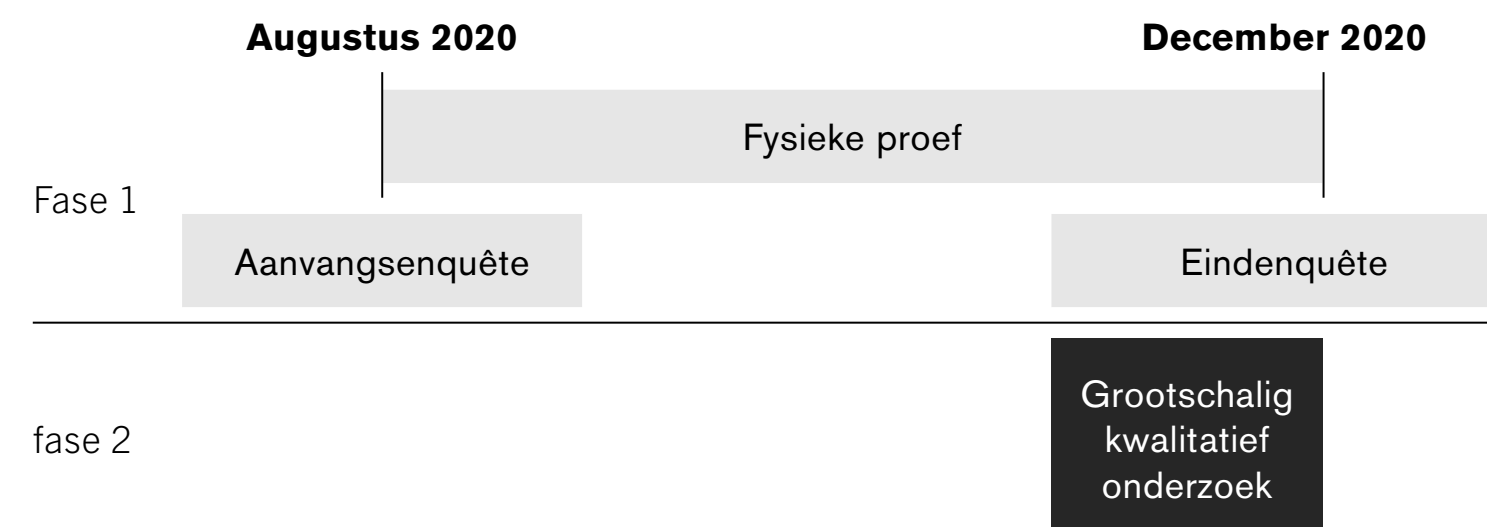 Augustus 2020
December 2020
Fysieke proef
Fase 1
Aanvangsenquête
Eindenquête
Grootschalig
kwalitatief
onderzoek
fase 2